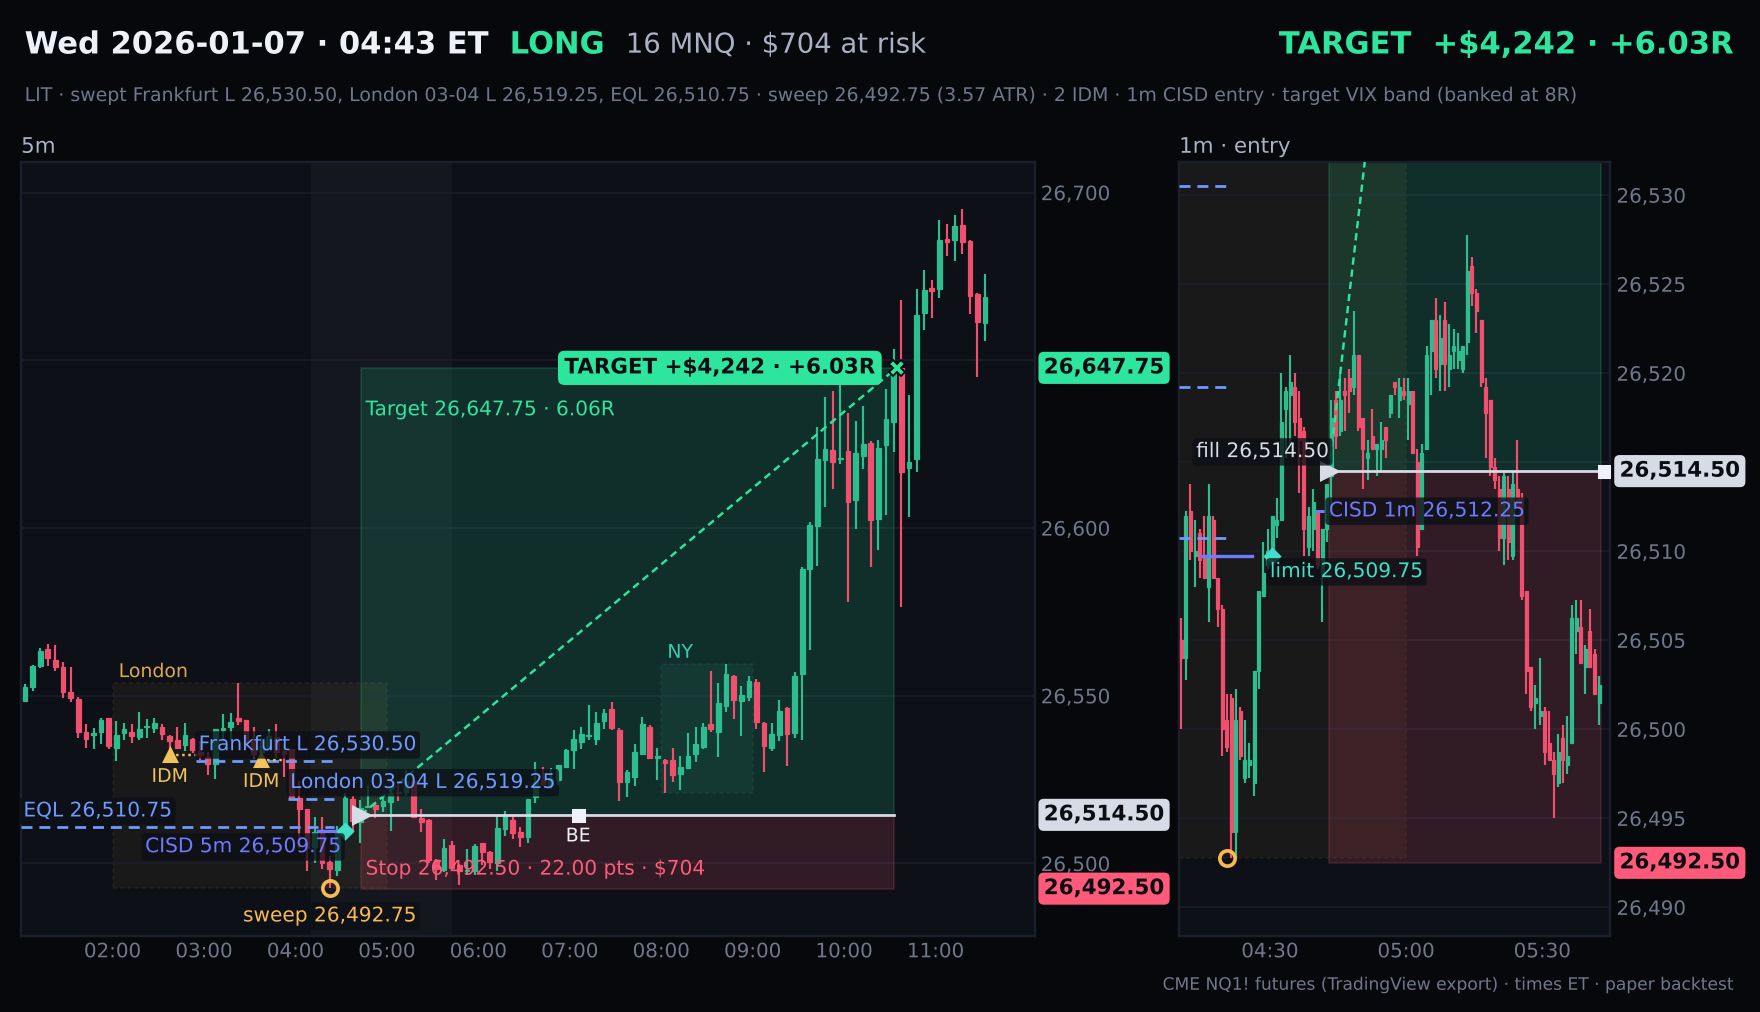 Wed 2026-01-07 · 04:43 ET LONG 16 MNQ · $704 at risk
TARGET +$4,242 · +6.03R
LIT · swept Frankfurt L 26,530.50, London 03-04 L 26,519.25, EQL 26,510.75 · sweep 26,492.75 (3.57 ATR) · 2 IDM · 1m CISD entry · target VIX band (banked at 8R)
5m
26,700
TARGET +$4,242 · +6.03R
26,647.75
Target 26,647.75 · 6.06R
26,600
NY
London
26,550
Frankfurt L 26,530.50
IDM
IDM
London 03-04 L 26,519.25
EQL 26,510.75
26,514.50
BE
CISD 5m 26,509.75
Stop 26,492.50 · 22.00 pts · $704
26,500
26,492.50
sweep 26,492.75
02:00 03:00 04:00 05:00 06:00 07:00 08:00 09:00 10:00 11:00
1m · entry
26,530
26,525
26,520
fill 26,514.50
26,514.50
CISD 1m 26,512.25
26,510
limit 26,509.75
26,505
26,500
26,495
26,492.50
26,490
04:30 05:00 05:30
CME NQ1! futures (TradingView export) · times ET · paper backtest